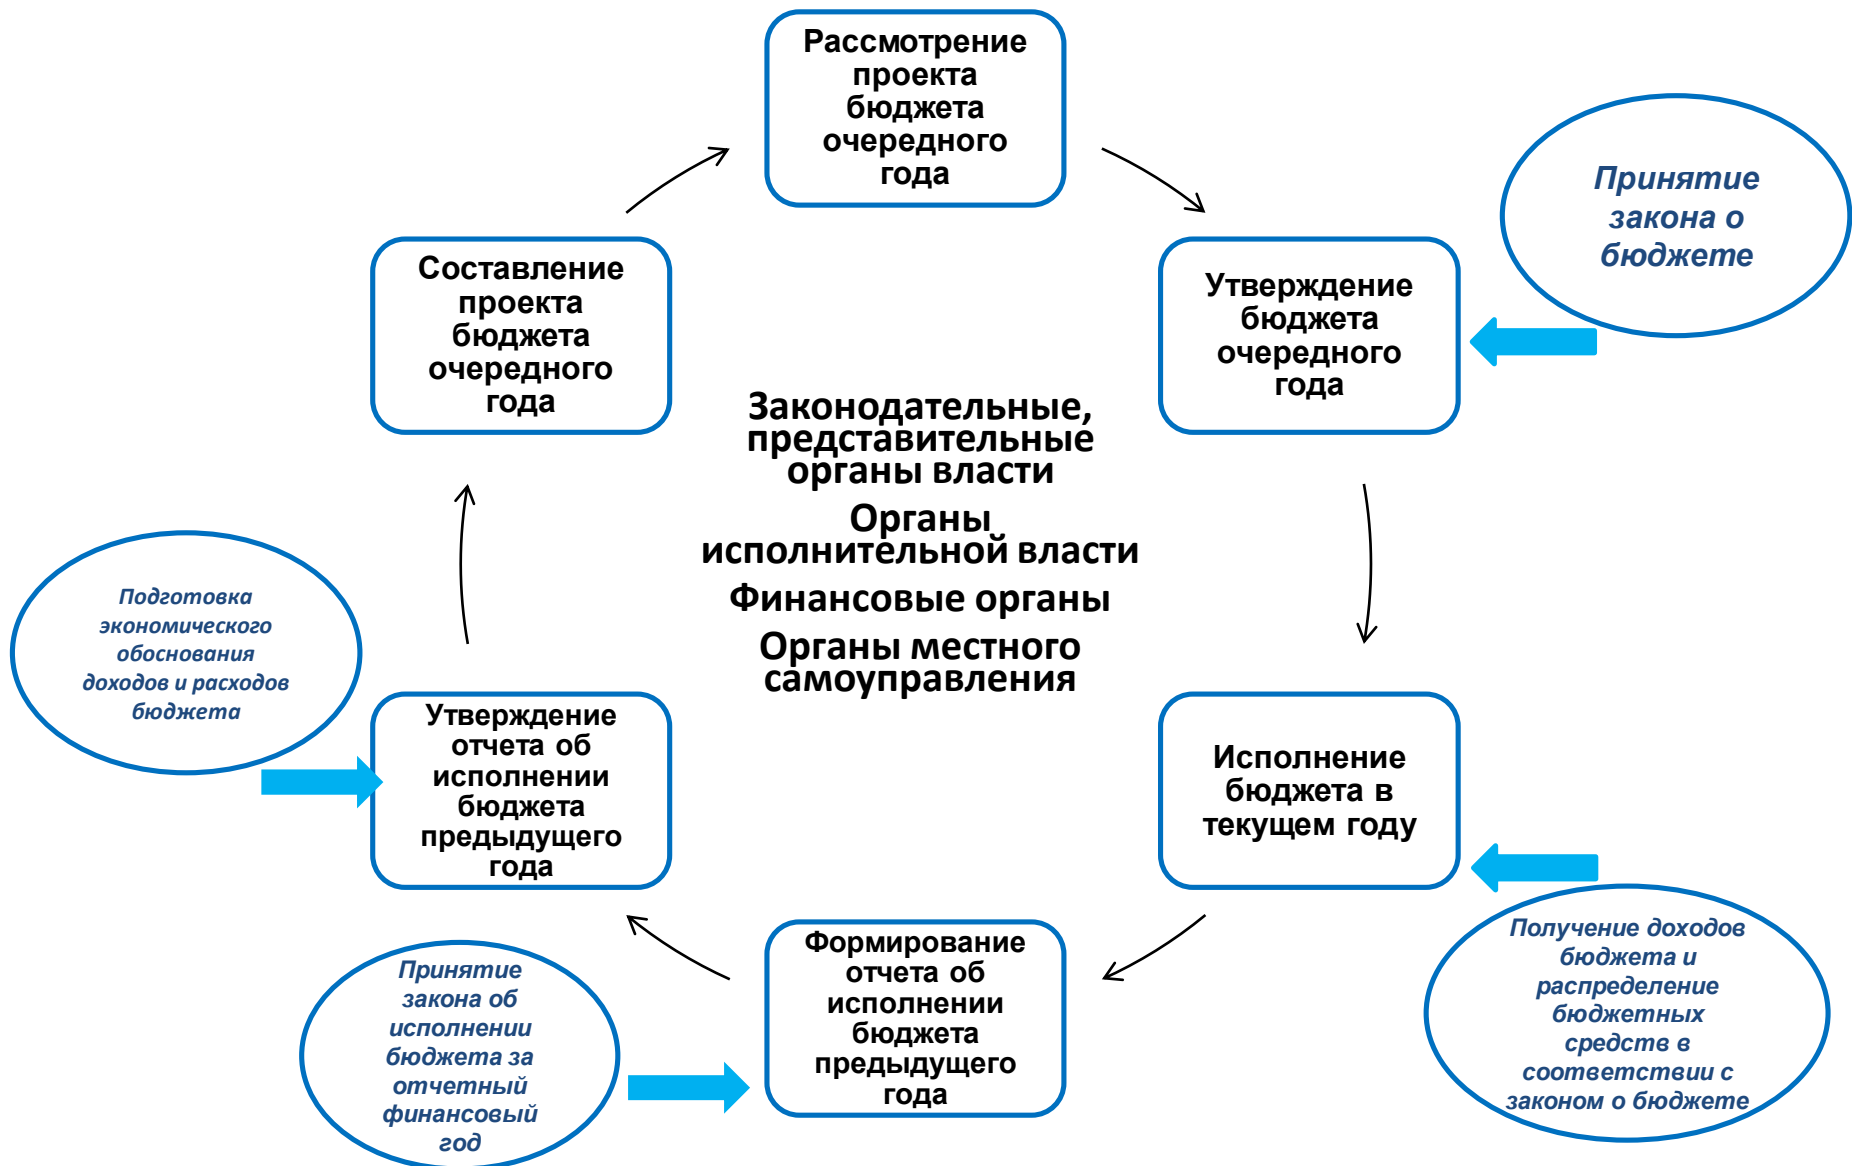 Рассмотрение
проекта
бюджета
очередного
года
Принятие
закона о
бюджете
Составление
проекта
бюджета
очередного
года
Утверждение
бюджета
очередного
года
Законодательные,
представительные
органы власти
Органы
исполнительной власти
Финансовые органы
Органы местного
самоуправления
Подготовка
экономического
обоснования
доходов и расходов
бюджета
Утверждение
отчета об
исполнении
бюджета
предыдущего
года
Исполнение
бюджета в
текущем году
Формирование
отчета об
исполнении
бюджета
предыдущего
года
Принятие
закона об
исполнении
бюджета за
отчетный
финансовый
год
Получение доходов
бюджета и
распределение
бюджетных
средств в
соответствии с
законом о бюджете